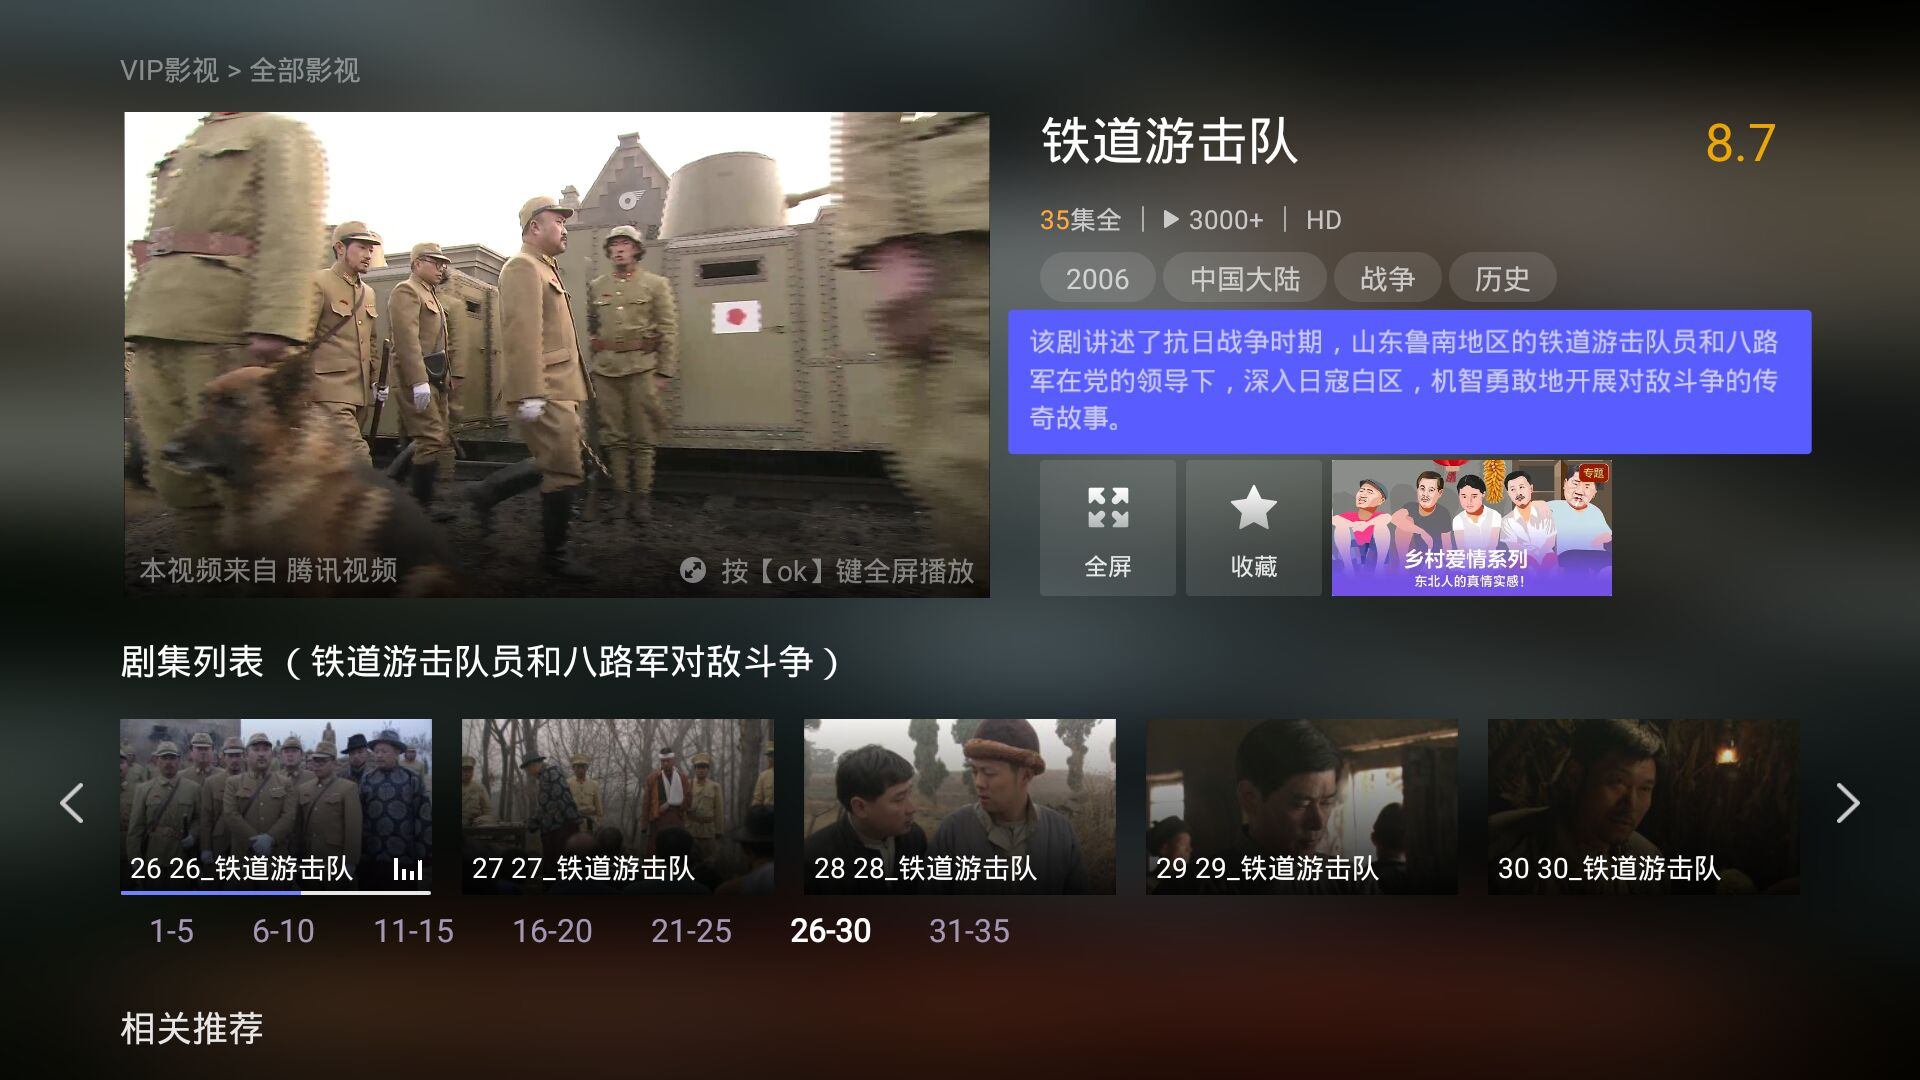 VIP影视 > 全部影视
本视频来自 腾讯视频
按【ok】键全屏播放
铁道游击队
8.7
35集全 | ▶ 3000+ | HD
2006 中国大陆 战争 历史
该剧讲述了抗日战争时期，山东鲁南地区的铁道游击队员和八路
军在党的领导下，深入日寇白区，机智勇敢地开展对敌斗争的传
奇故事。
全屏
收藏
专题
乡村爱情系列
东北人的真情实感！
剧集列表 （铁道游击队员和八路军对敌斗争）
26 26_铁道游击队
27 27_铁道游击队
28 28_铁道游击队
29 29_铁道游击队
30 30_铁道游击队
1-5 6-10 11-15 16-20 21-25 26-30 31-35
相关推荐